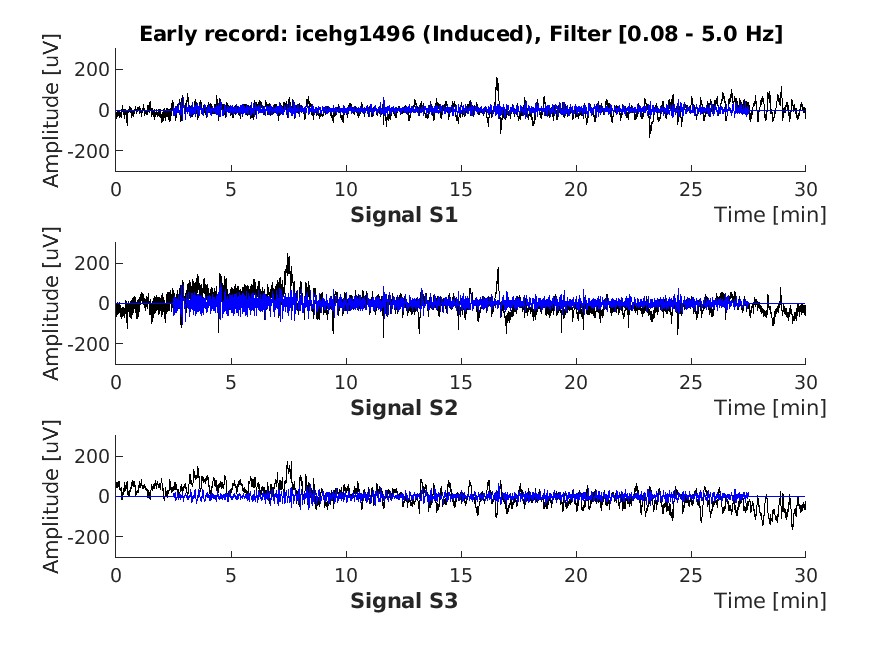 Early record: icehg1496 (Induced), Filter [0.08 - 5.0 Hz]
Amplitude [uV]
200
0
-200
0 5 10 15 20 25 30
Signal S1 Time [min]
Amplitude [uV]
200
0
-200
0 5 10 15 20 25 30
Signal S2 Time [min]
Amplitude [uV]
200
0
-200
0 5 10 15 20 25 30
Signal S3 Time [min]